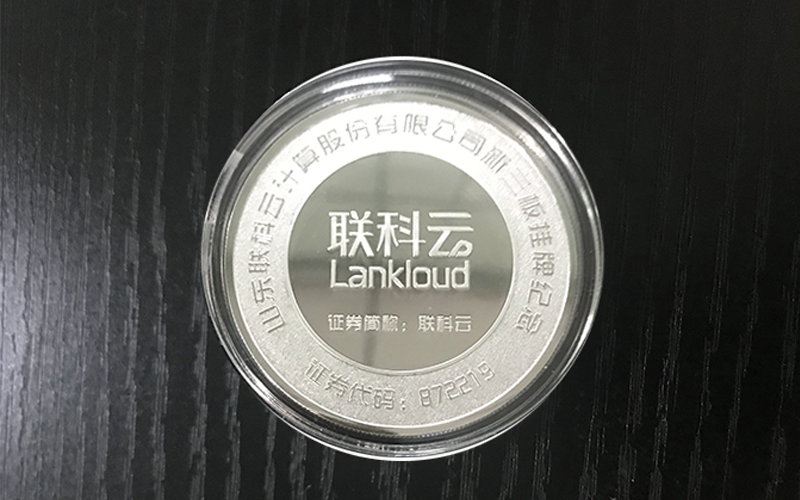 山东联科云计算股份有限公司新三板挂牌纪念
联科云
Lankloud
证券简称：联科云
证券代码：872219